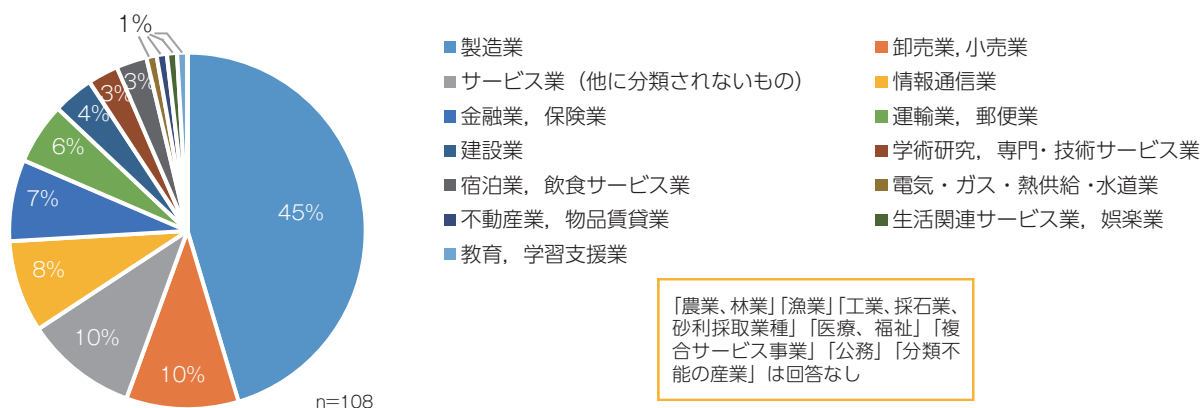 1%
3%
3%
4%
6%
7%
8%
10%
10%
45%
n=108
製造業
卸売業, 小売業
サービス業（他に分類されないもの）
情報通信業
金融業，保険業
運輸業，郵便業
建設業
学術研究，専門・技術サービス業
宿泊業，飲食サービス業
電気・ガス・熱供給・水道業
不動産業，物品賃貸業
生活関連サービス業，娯楽業
教育，学習支援業
「農業、林業」「漁業」「工業、採石業、
砂利採取業種」「医療、福祉」「複
合サービス事業」「公務」「分類不
能の産業」は回答なし